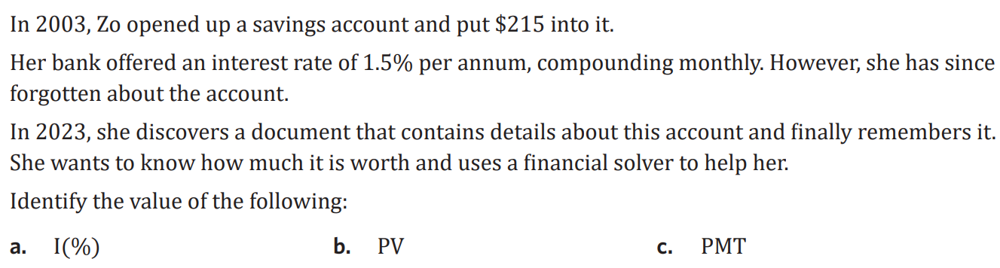 In 2003, Zo opened up a savings account and put $215 into it.
Her bank offered an interest rate of 1.5% per annum, compounding monthly. However, she has since
forgotten about the account.
In 2023, she discovers a document that contains details about this account and finally remembers it.
She wants to know how much it is worth and uses a financial solver to help her.
Identify the value of the following:
a. I(%) b. PV c. PMT